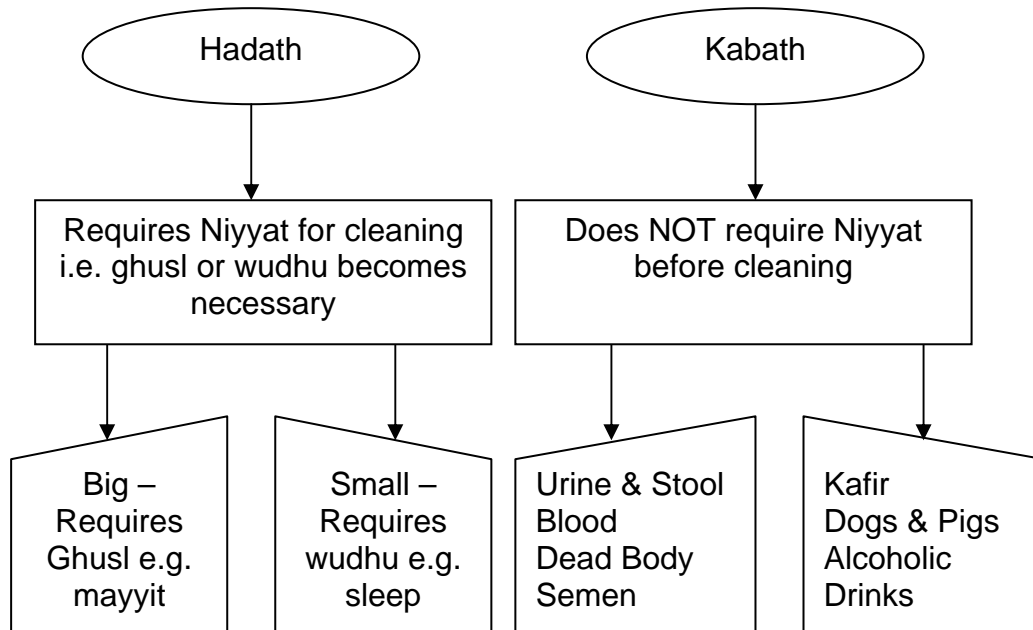 Hadath
Kabath
Requires Niyyat for cleaning
i.e. ghusl or wudhu becomes
necessary
Does NOT require Niyyat
before cleaning
Big –
Requires
Ghusl e.g.
mayyit
Small –
Requires
wudhu e.g.
sleep
Urine & Stool
Blood
Dead Body
Semen
Kafir
Dogs & Pigs
Alcoholic
Drinks